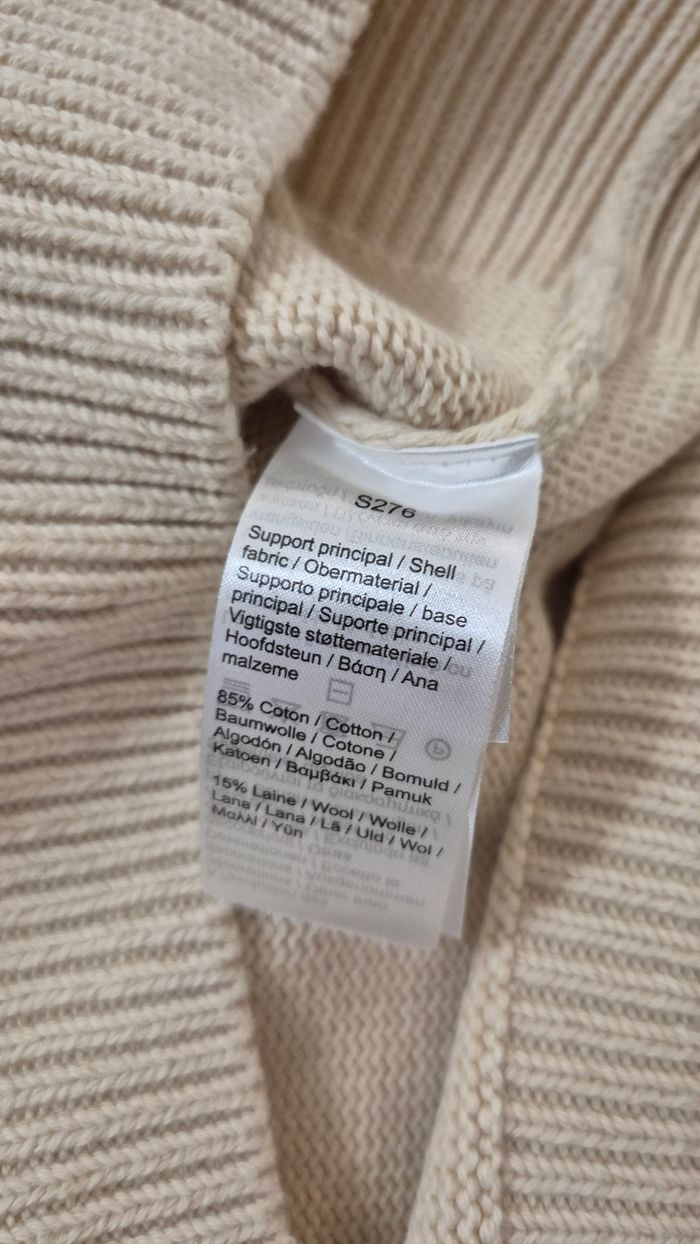 S276
Support principal / Shell
fabric / Obermaterial /
Supporto principale / base
principal / Suporte principal /
Vigtigste støttemateriale /
Hoofdsteun / Βάση / Ana
malzeme
85% Coton / Cotton /
Baumwolle / Cotone /
Algodón / Algodão / Bomuld /
Katoen / Βαμβάκι / Pamuk
15% Laine / Wool / Wolle /
Lana / Lana / Lã / Uld / Wol /
Μαλλί / Yün